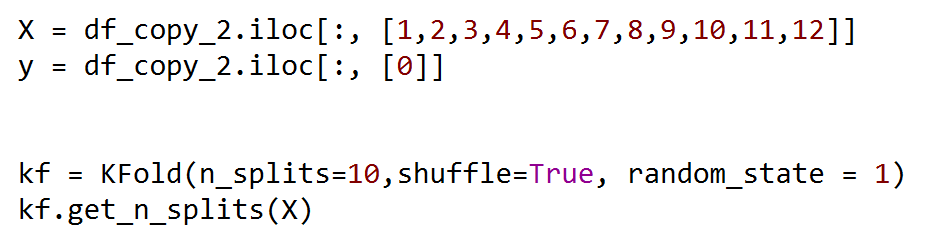 X = df_copy_2.iloc[:, [1,2,3,4,5,6,7,8,9,10,11,12]]
y = df_copy_2.iloc[:, [0]]
kf = KFold(n_splits=10,shuffle=True, random_state = 1)
kf.get_n_splits(X)